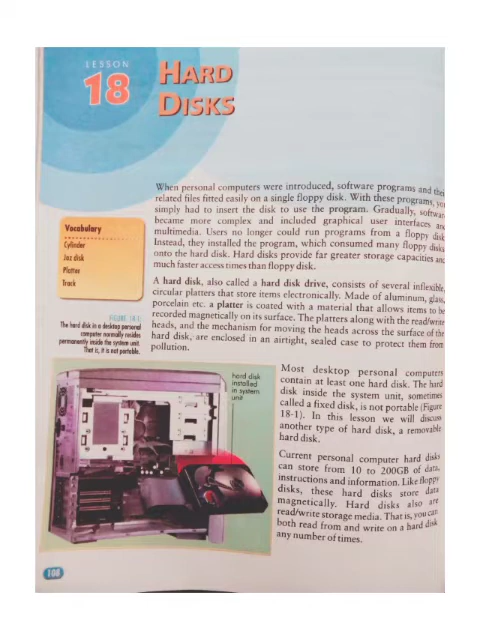 LESSON
18
HARD
DISKS
When personal computers were introduced, software programs and their
related files fitted easily on a single floppy disk. With these programs, you
simply had to insert the disk to use the program. Gradually, software
became more complex and included graphical user interfaces and
multimedia. Users no longer could run programs from a floppy disk.
Instead, they installed the program, which consumed many floppy disks
onto the hard disk. Hard disks provide far greater storage capacities and
much faster access times than floppy disk.
Vocabulary
Cylinder
Jaz disk
Platter
Track
A hard disk, also called a hard disk drive, consists of several inflexible,
circular platters that store items electronically. Made of aluminum, glass,
porcelain etc. a platter is coated with a material that allows items to be
recorded magnetically on its surface. The platters along with the read/write
heads, and the mechanism for moving the heads across the surface of the
hard disk, are enclosed in an airtight, sealed case to protect them from
pollution.
FIGURE 18-1)
The hard disk in a desktop personal
computer normally resides
permanently inside the system unit.
That is, it is not portable.
hard disk
installed
in system
unit
Most desktop personal computers
contain at least one hard disk. The hard
disk inside the system unit, sometimes
called a fixed disk, is not portable (Figure
18-1). In this lesson we will discuss
another type of hard disk, a removable
hard disk.
Current personal computer hard disks
can store from 10 to 200GB of data,
instructions and information. Like floppy
disks, these hard disks store data
magnetically. Hard disks also are
read/write storage media. That is, you can
both read from and write on a hard disk
any number of times.
108